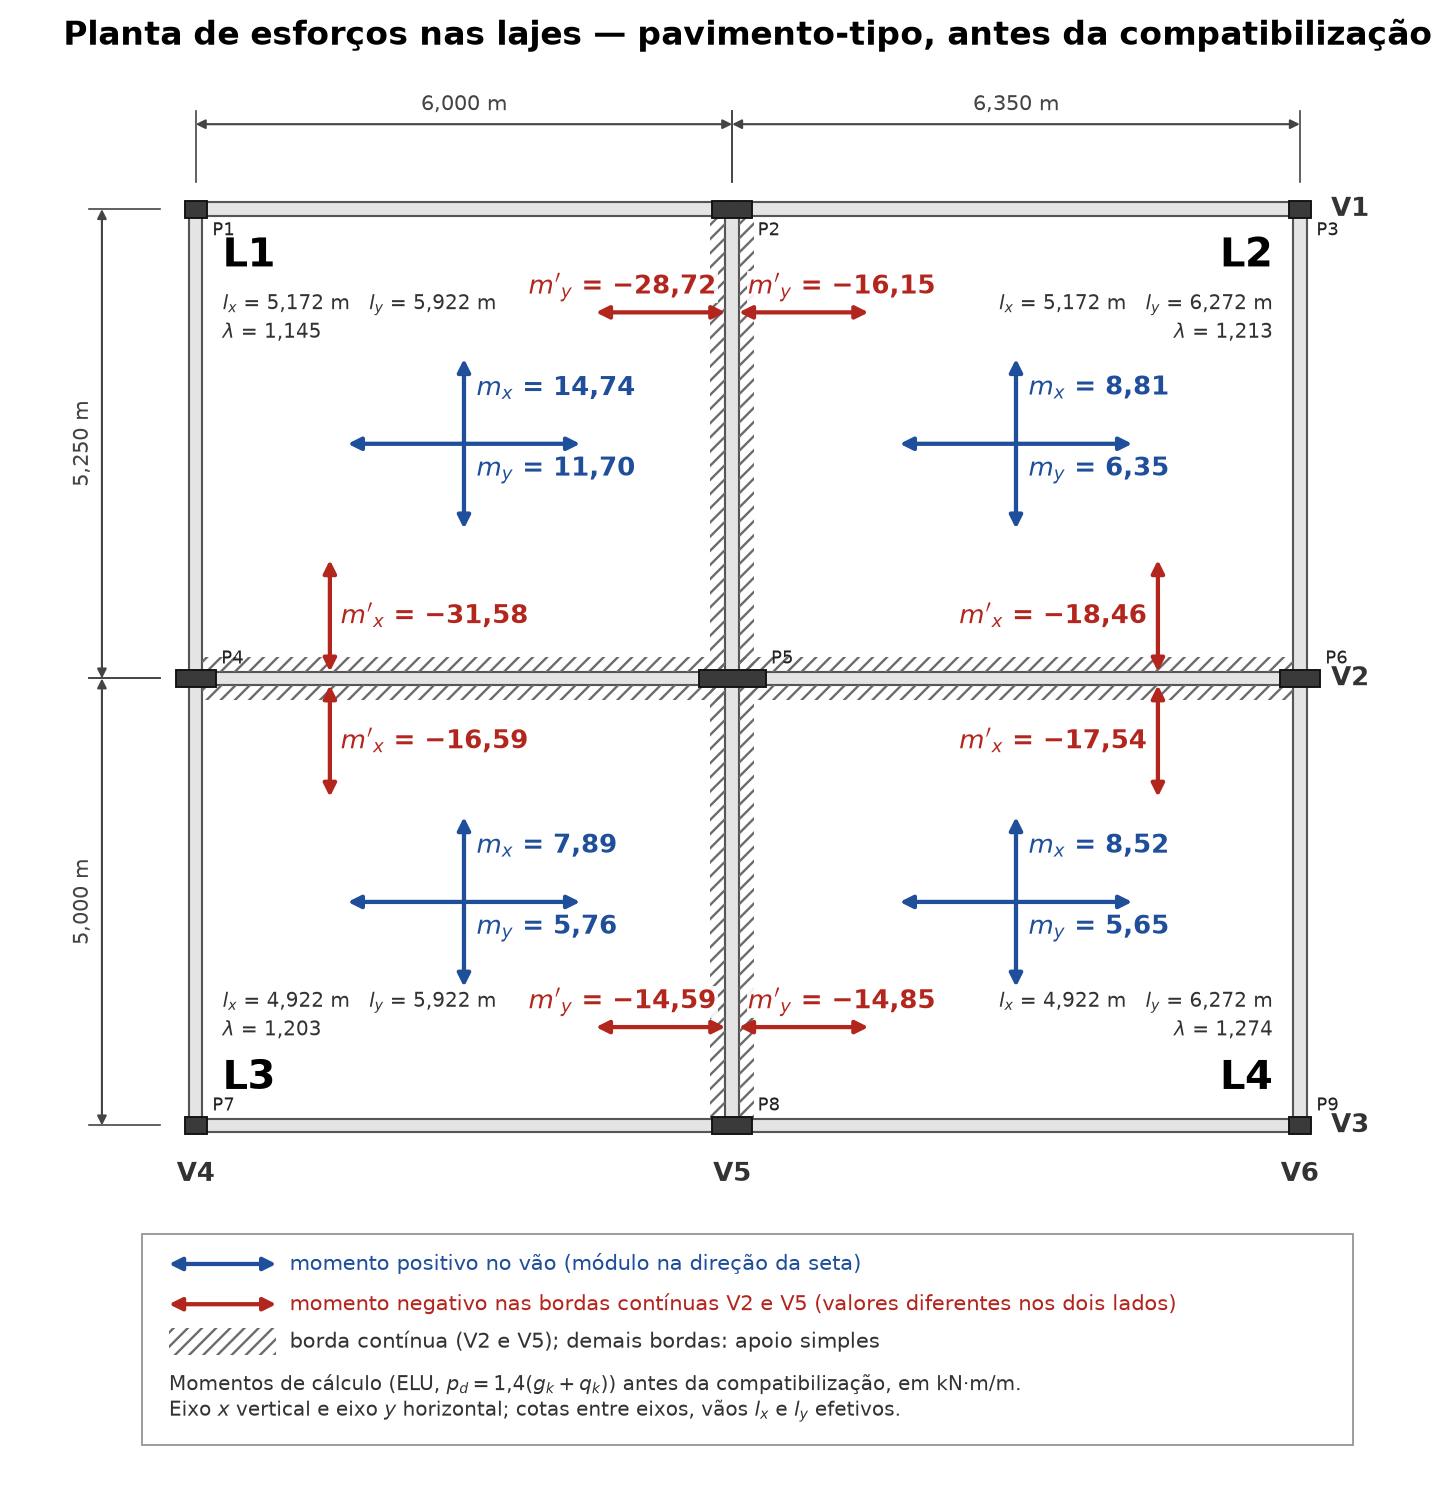 Planta de esforços nas lajes — pavimento-tipo, antes da compatibilização
6,000 m
6,350 m
V1
P1
P2
P3
L1
L2
m′y = −28,72
m′y = −16,15
lx = 5,172 m ly = 5,922 m
λ = 1,145
lx = 5,172 m ly = 6,272 m
λ = 1,213
mx = 14,74
my = 11,70
mx = 8,81
my = 6,35
5,250 m
m′x = −31,58
m′x = −18,46
P4
P5
P6
V2
m′x = −16,59
m′x = −17,54
mx = 7,89
my = 5,76
mx = 8,52
my = 5,65
5,000 m
lx = 4,922 m ly = 5,922 m
λ = 1,203
m′y = −14,59
m′y = −14,85
lx = 4,922 m ly = 6,272 m
λ = 1,274
L3
L4
P7
P8
P9
V3
V4
V5
V6
momento positivo no vão (módulo na direção da seta)
momento negativo nas bordas contínuas V2 e V5 (valores diferentes nos dois lados)
borda contínua (V2 e V5); demais bordas: apoio simples
Momentos de cálculo (ELU, pd = 1,4(gk + qk)) antes da compatibilização, em kN·m/m.
Eixo x vertical e eixo y horizontal; cotas entre eixos, vãos lx e ly efetivos.